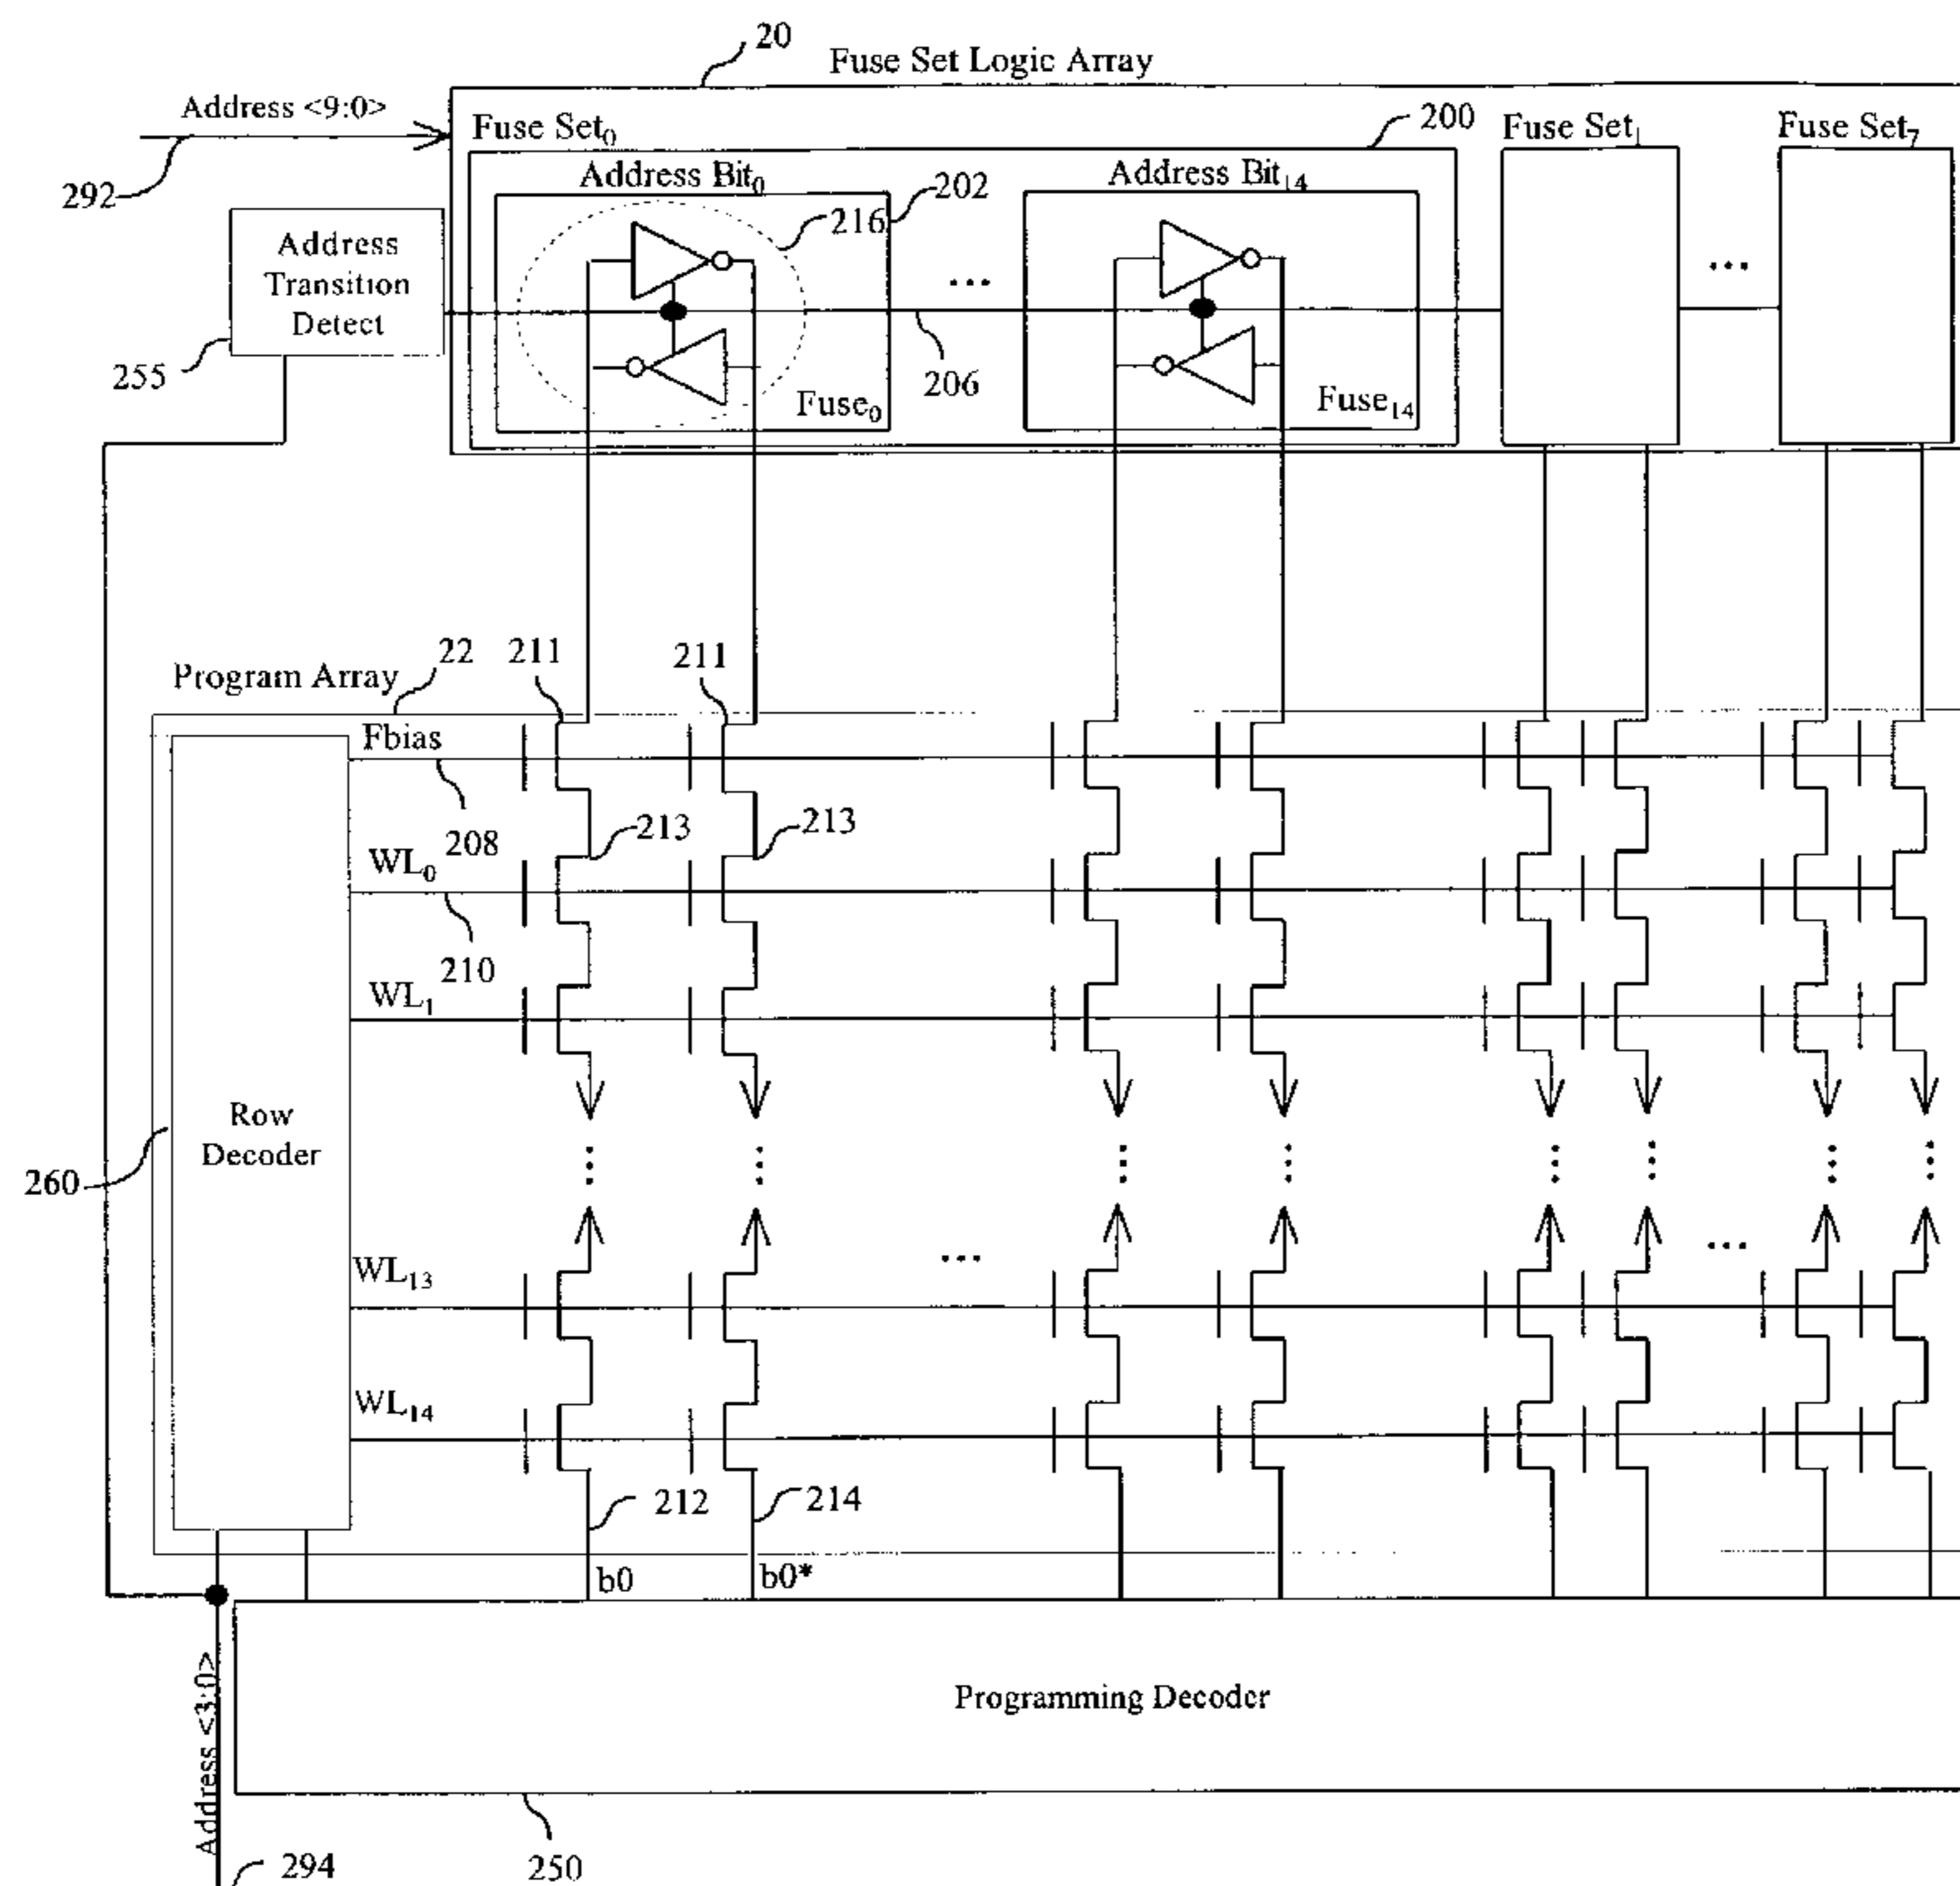 20
Fuse Set Logic Array
Address <9:0>
Fuse Set0
200
Fuse Set1
Fuse Set7
Address Bit0
Address Bit14
202
292
216
Address
Transition
Detect
...
...
255
206
Fuse0
Fuse14
Program Array
22
211
211
Fbias
208
213
213
WL0
210
WL1
Row
Decoder
260
WL13
...
...
WL14
212
214
b0
b0*
Address <3:0>
Programming Decoder
294
250